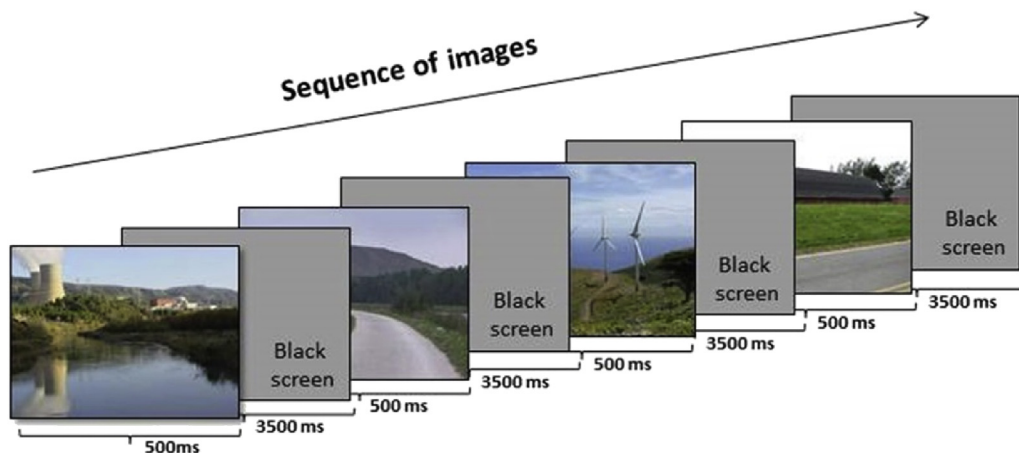 Sequence of images
Black
screen
Black
screen
Black
screen
Black
screen
500ms
3500 ms
500 ms
3500 ms
500 ms
3500 ms
500 ms
3500 ms